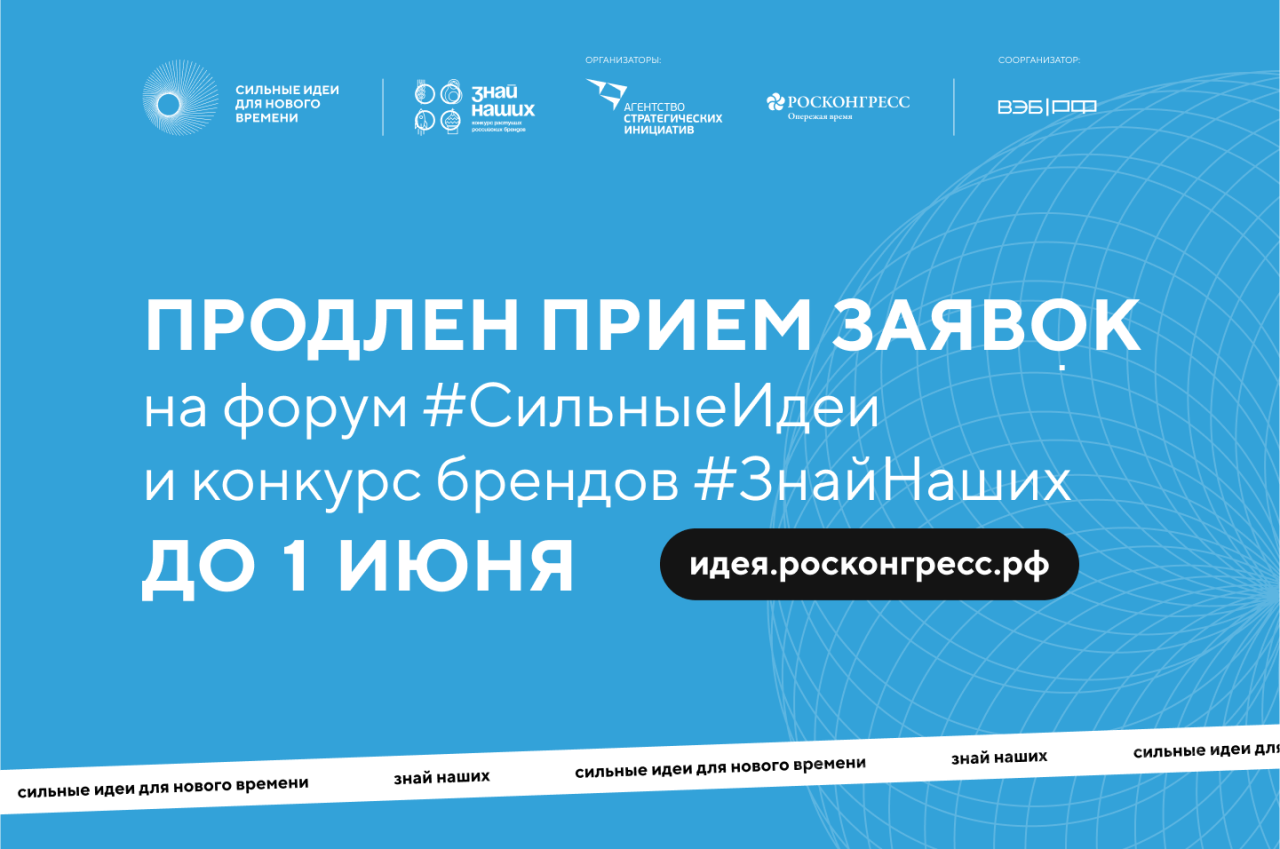 СИЛЬНЫЕ ИДЕИ
ДЛЯ НОВОГО
ВРЕМЕНИ
знай
наших
конкурс растущих
российских брендов
ОРГАНИЗАТОРЫ:
АГЕНТСТВО
СТРАТЕГИЧЕСКИХ
ИНИЦИАТИВ
РОСКОНГРЕСС
Опережая время
СООРГАНИЗАТОР:
ВЭБ|РФ
ПРОДЛЕН ПРИЕМ ЗАЯВОК
на форум #СильныеИдеи
и конкурс брендов #ЗнайНаших
ДО 1 ИЮНЯ
идея.росконгресс.рф
сильные идеи для нового времени знай наших сильные идеи для нового времени знай наших сильные идеи для